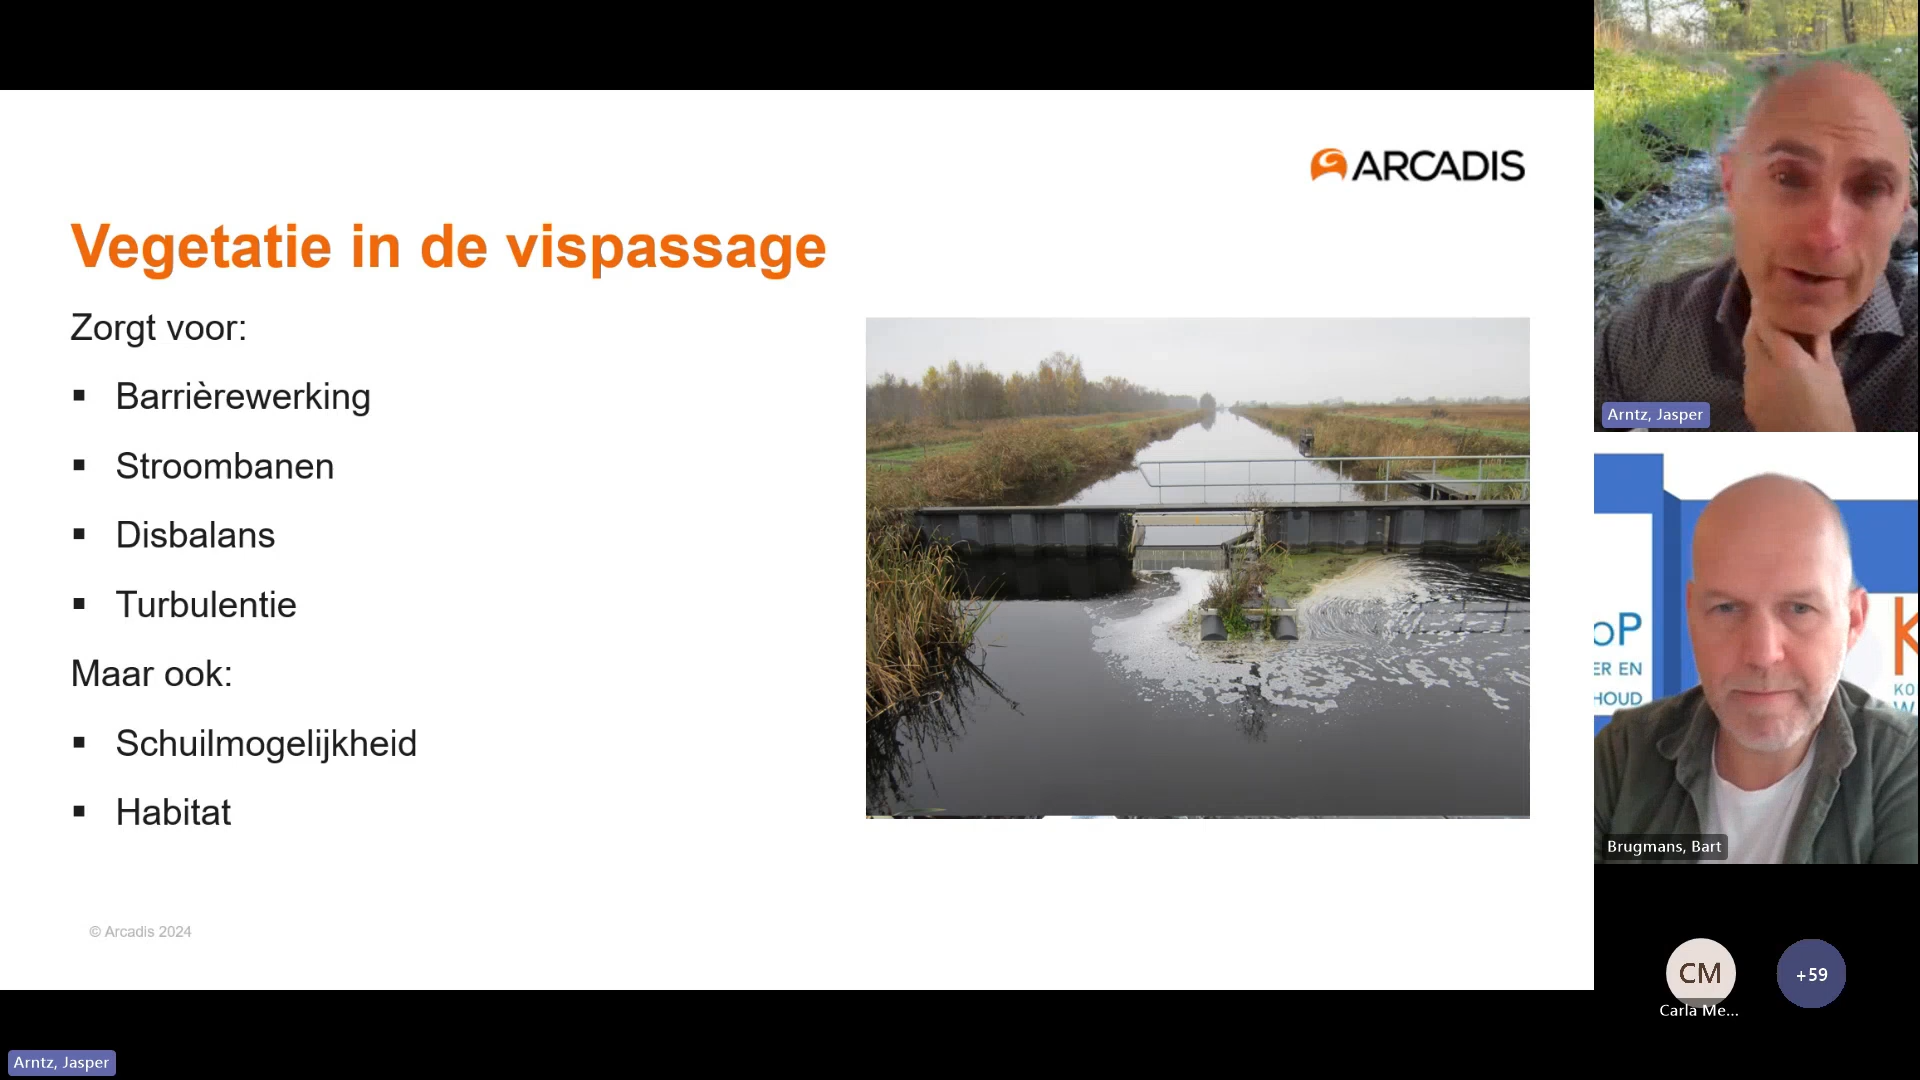 ARCADIS
Vegetatie in de vispassage
Zorgt voor:
▪ Barrièrewerking
▪ Stroombanen
▪ Disbalans
▪ Turbulentie
Maar ook:
▪ Schuilmogelijkheid
▪ Habitat
© Arcadis 2024
Arntz, Jasper
oP
ER EN
HOUD
K
KO
W
Brugmans, Bart
CM
+59
Carla Me...
Arntz, Jasper